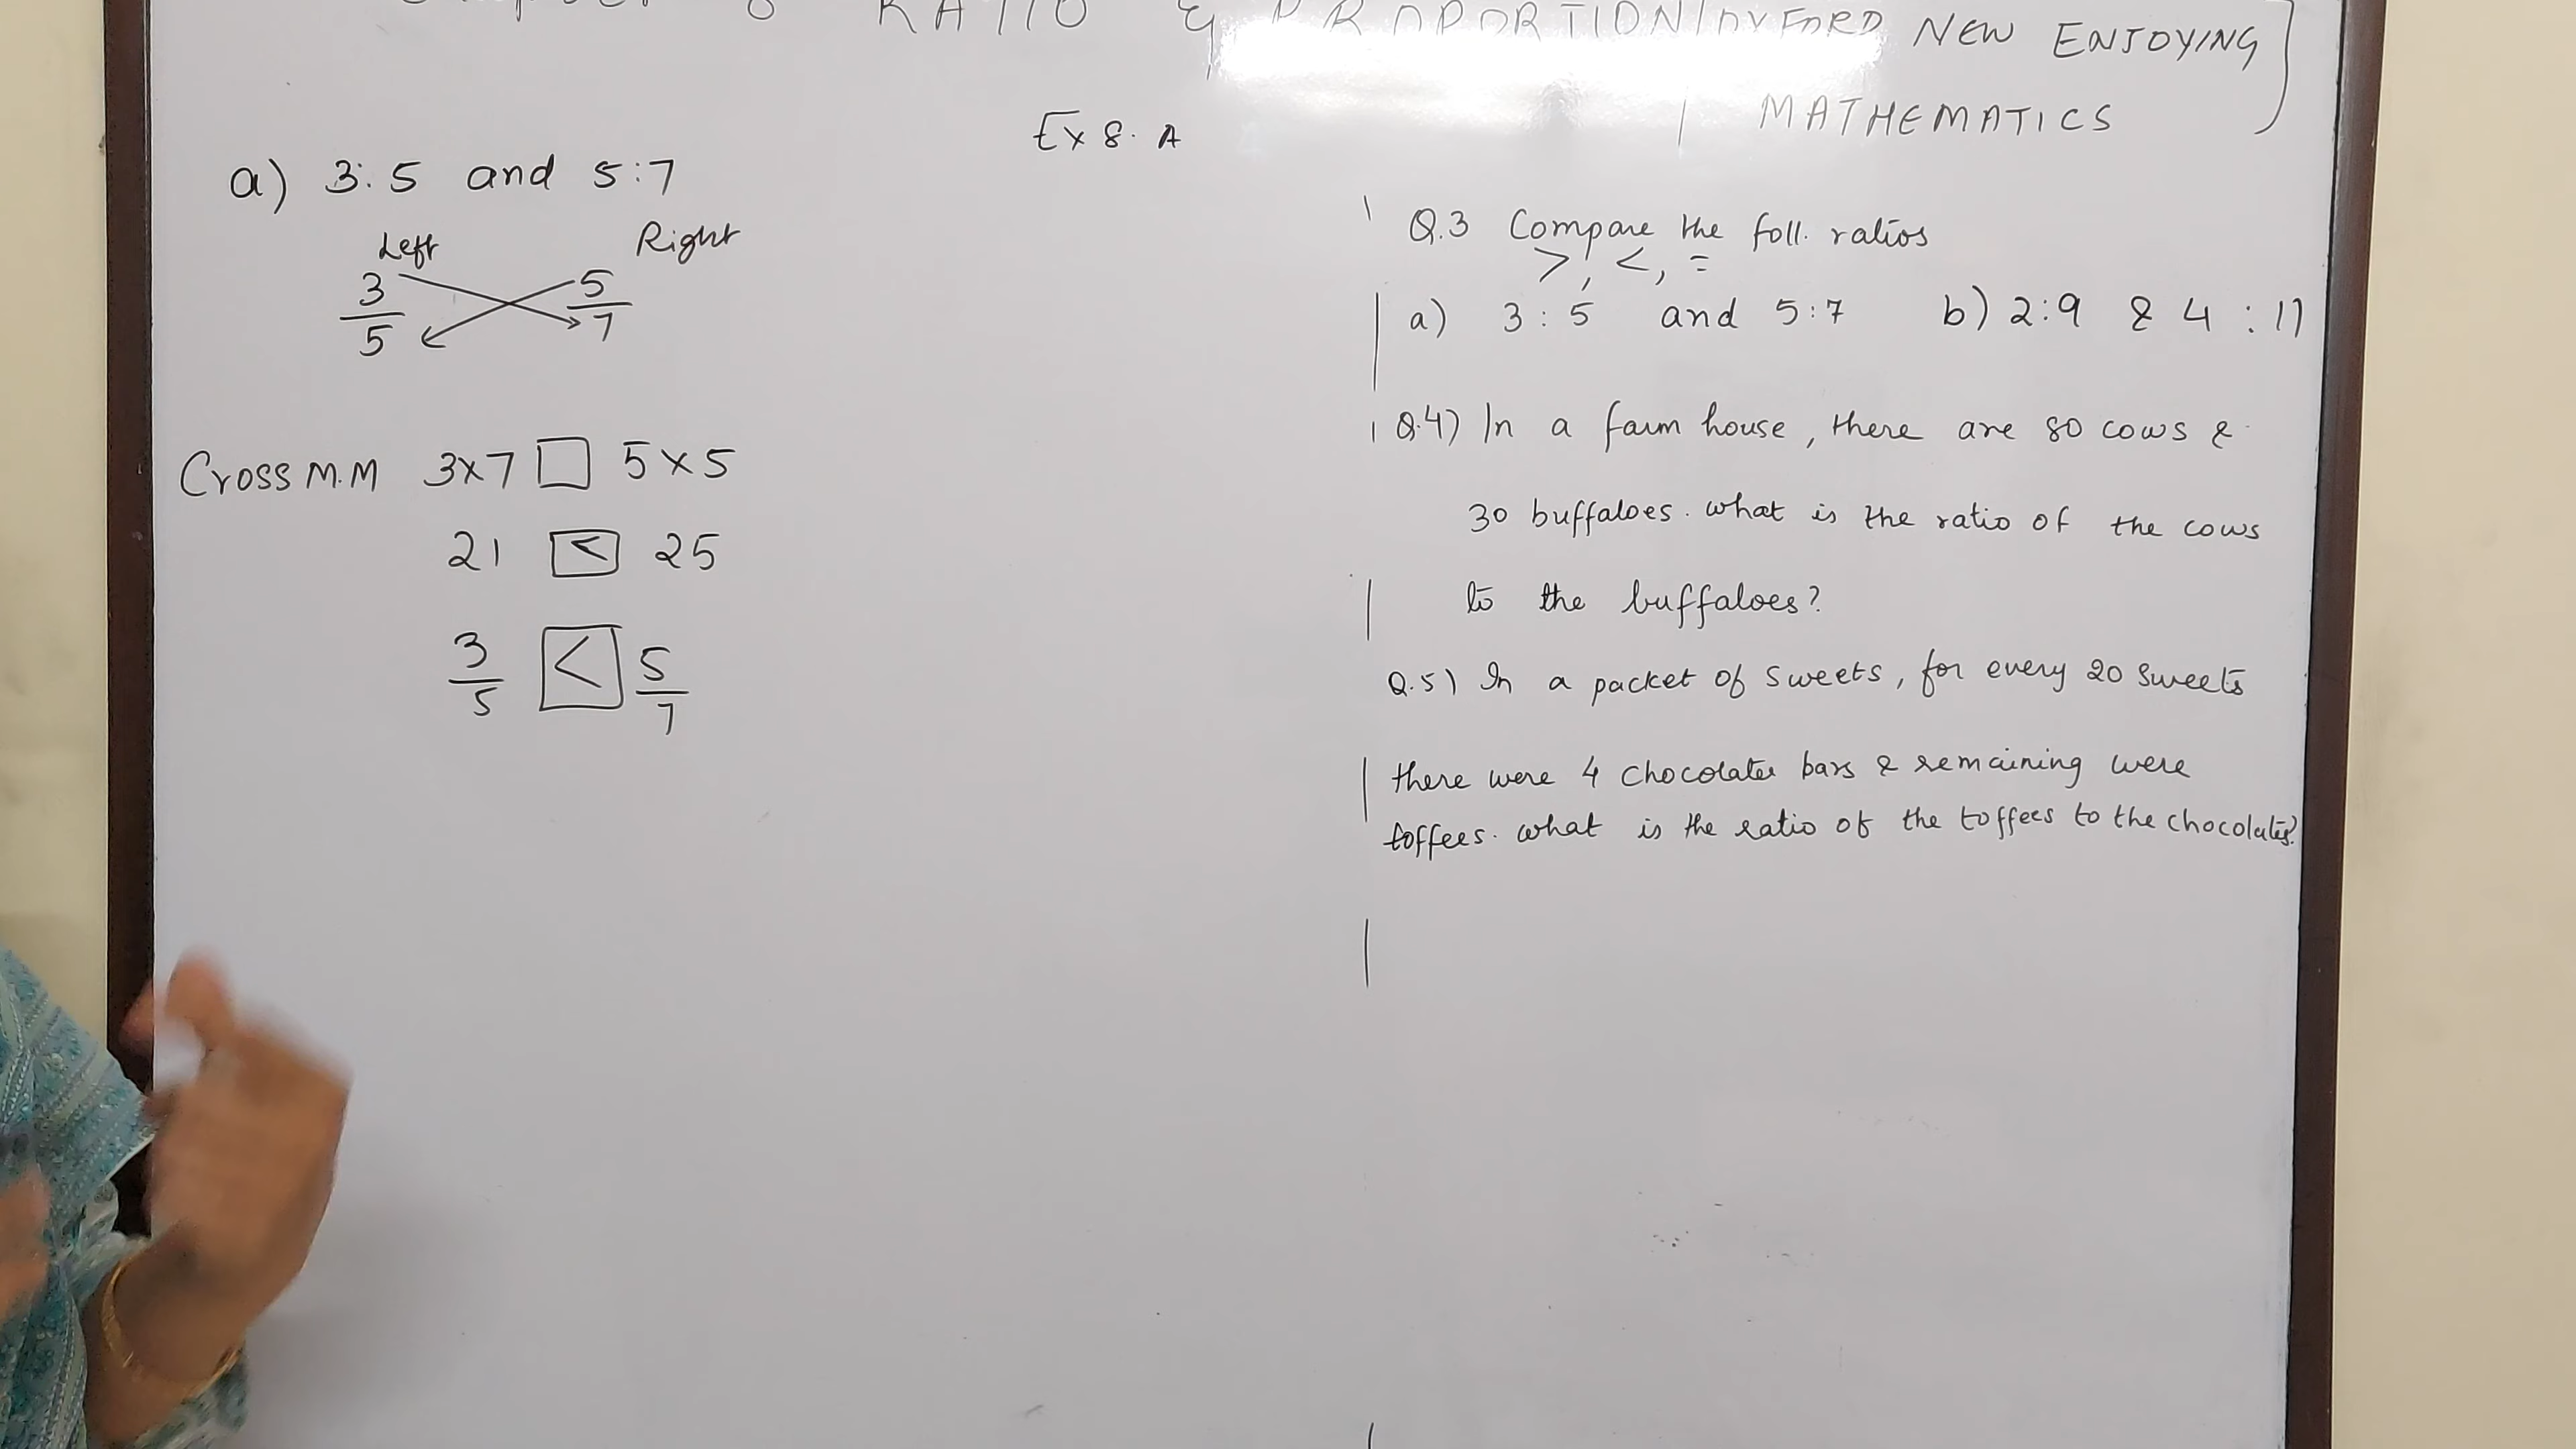 RATIO & PROPORTION
NEW ENJOYING
MATHEMATICS
Ex 8. A
a) 3:5 and 5:7
Left Right
3/5 5/7
Cross M.M 3x7 □ 5x5
21 < 25
3/5 < 5/7
Q.3 Compare the foll. ratios
>, <, =
a) 3 : 5 and 5:7 b) 2:9 & 4 : 11
Q.4) In a farm house, there are 80 cows &
30 buffaloes. what is the ratio of the cows
to the buffaloes?
Q.5) In a packet of sweets, for every 20 sweets
there were 4 chocolate bars & remaining were
toffees. what is the ratio of the toffees to the chocolates?